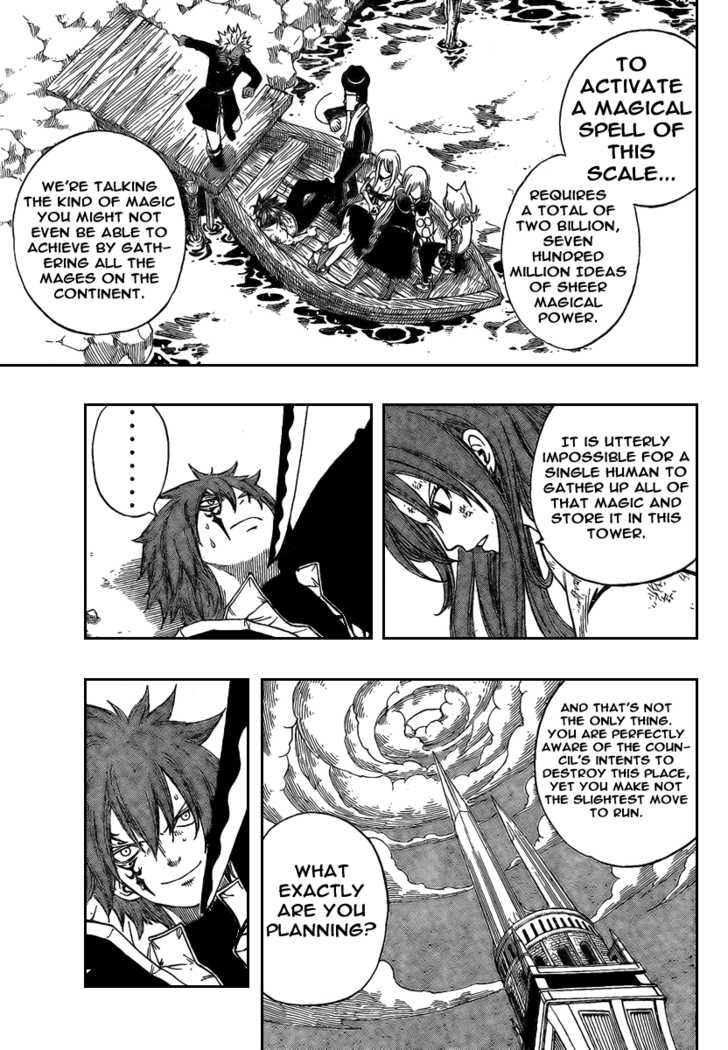 TO
ACTIVATE
A MAGICAL
SPELL OF
THIS
SCALE...
REQUIRES
A TOTAL OF
TWO BILLION,
SEVEN
HUNDRED
MILLION IDEAS
OF SHEER
MAGICAL
POWER.
WE'RE TALKING
THE KIND OF MAGIC
YOU MIGHT NOT
EVEN BE ABLE TO
ACHIEVE BY GATH-
ERING ALL THE
MAGES ON THE
CONTINENT.
IT IS UTTERLY
IMPOSSIBLE FOR A
SINGLE HUMAN TO
GATHER UP ALL OF
THAT MAGIC AND
STORE IT IN THIS
TOWER.
......
AND THAT'S NOT
THE ONLY THING.
YOU ARE PERFECTLY
AWARE OF THE COUN-
CIL'S INTENTS TO
DESTROY THIS PLACE,
YET YOU MAKE NOT
THE SLIGHTEST MOVE
TO RUN.
WHAT
EXACTLY
ARE YOU
PLANNING?